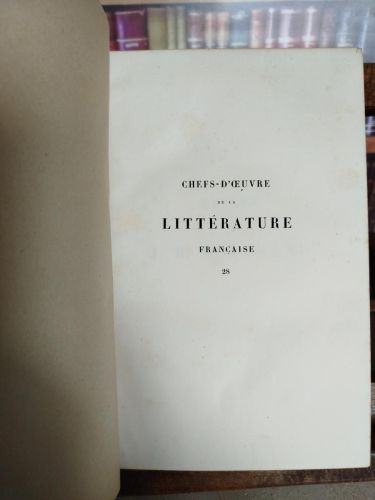 CHEFS-D'ŒUVRE
DE LA
LITTÉRATURE
FRANÇAISE
28